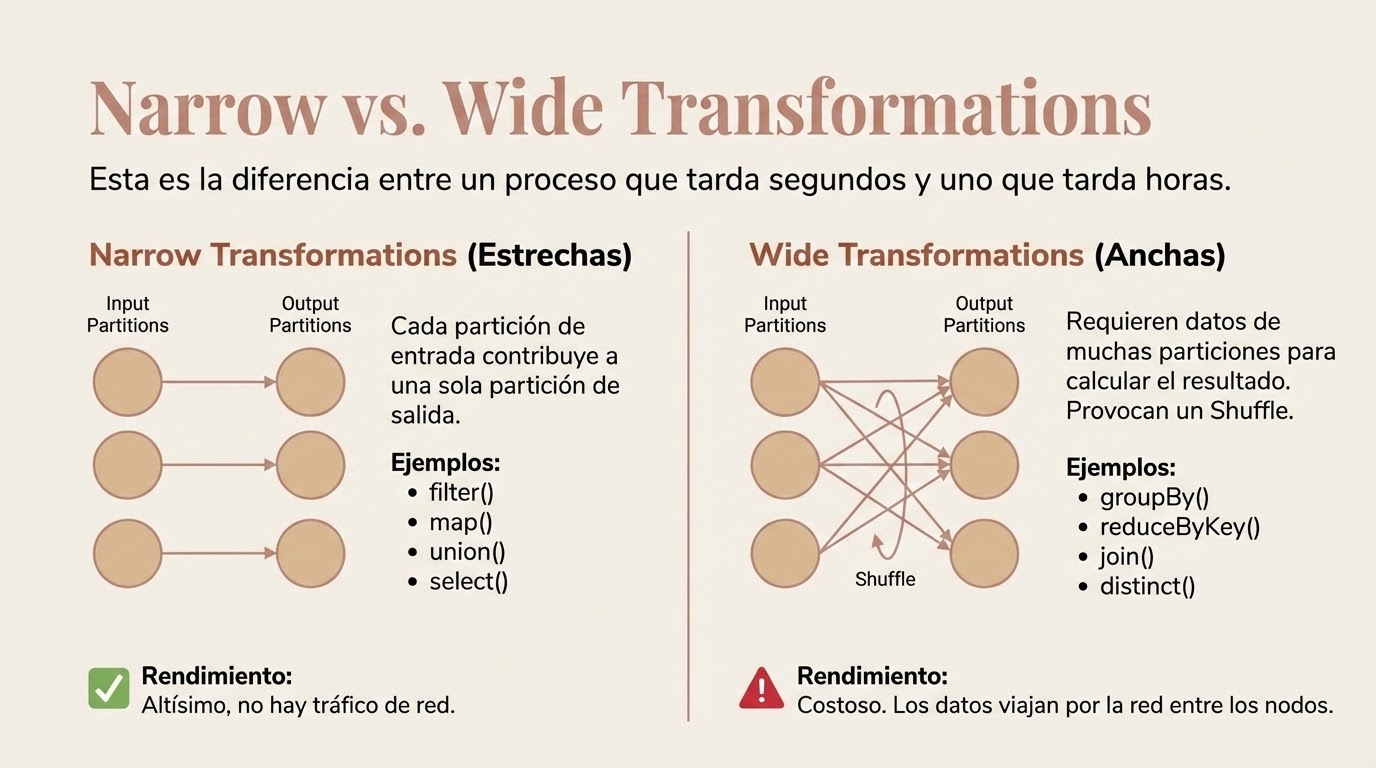 Narrow vs. Wide Transformations
Esta es la diferencia entre un proceso que tarda segundos y uno que tarda horas.
Narrow Transformations (Estrechas)
Input
Partitions
Output
Partitions
Cada partición de
entrada contribuye a
una sola partición de
salida.
Ejemplos:
• filter()
• map()
• union()
• select()
Rendimiento:
Altísimo, no hay tráfico de red.
Wide Transformations (Anchas)
Input
Partitions
Output
Partitions
Shuffle
Requieren datos de
muchas particiones para
calcular el resultado.
Provocan un Shuffle.
Ejemplos:
• groupBy()
• reduceByKey()
• join()
• distinct()
Rendimiento:
Costoso. Los datos viajan por la red entre los nodos.